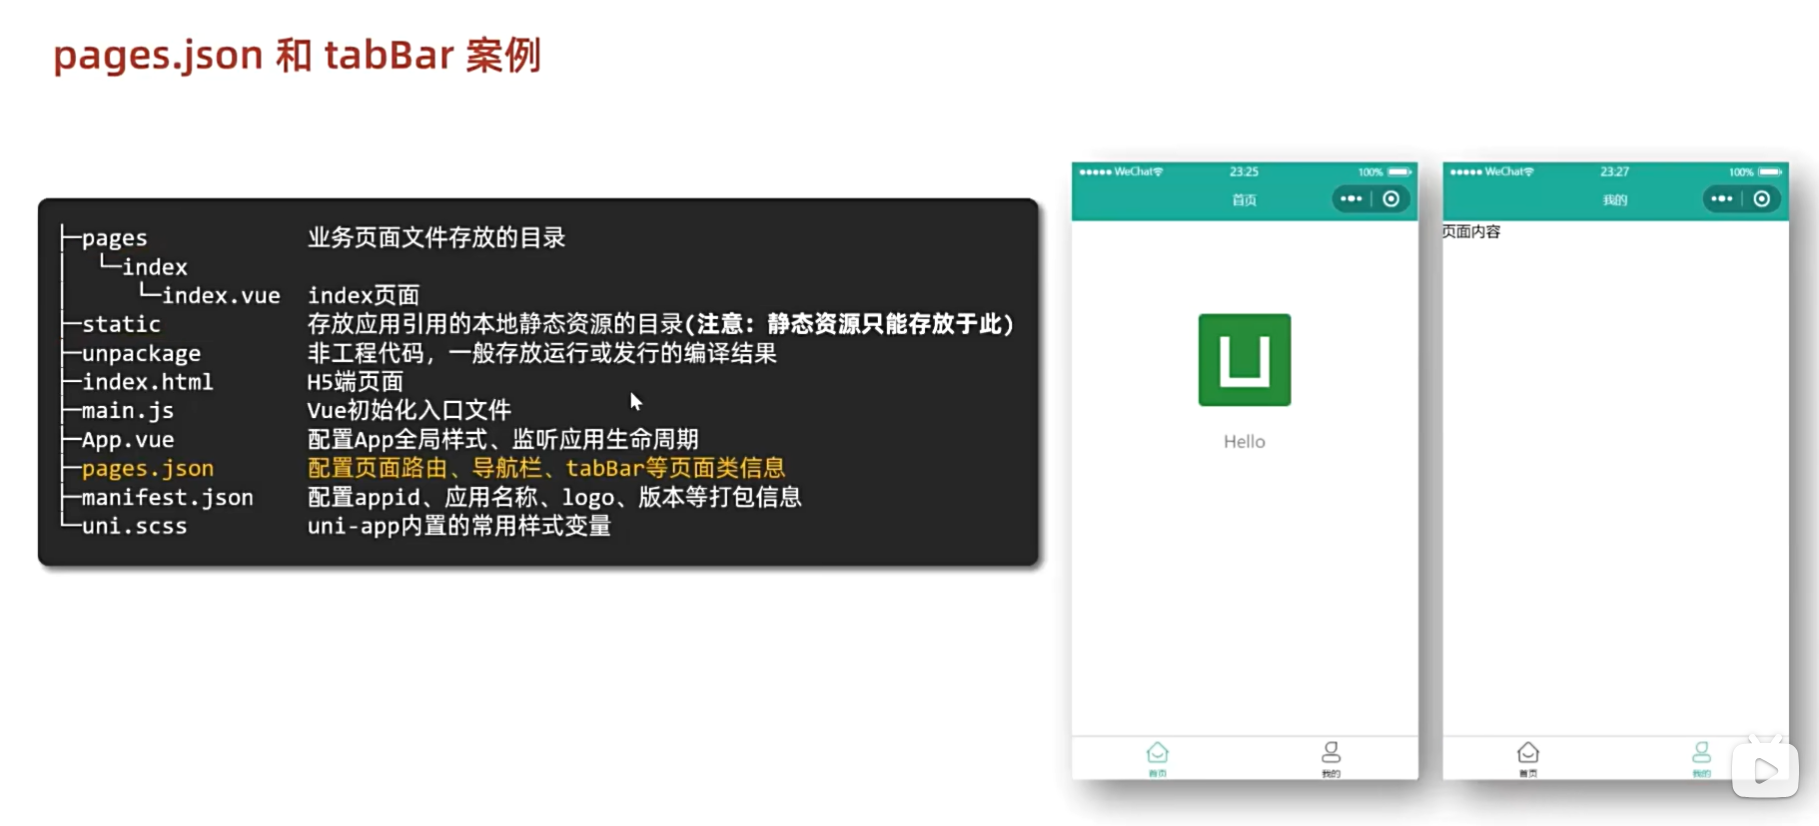 pages.json 和 tabBar 案例
├─pages 业务页面文件存放的目录
│ └─index
│ └─index.vue index页面
├─static 存放应用引用的本地静态资源的目录(注意：静态资源只能存放于此)
├─unpackage 非工程代码，一般存放运行或发行的编译结果
├─index.html H5端页面
├─main.js Vue初始化入口文件
├─App.vue 配置App全局样式、监听应用生命周期
├─pages.json 配置页面路由、导航栏、tabBar等页面类信息
├─manifest.json 配置appid、应用名称、logo、版本等打包信息
└─uni.scss uni-app内置的常用样式变量
WeChat 23:25 100%
首页
Hello
首页 我的
WeChat 23:27 100%
我的
页面内容
首页 我的